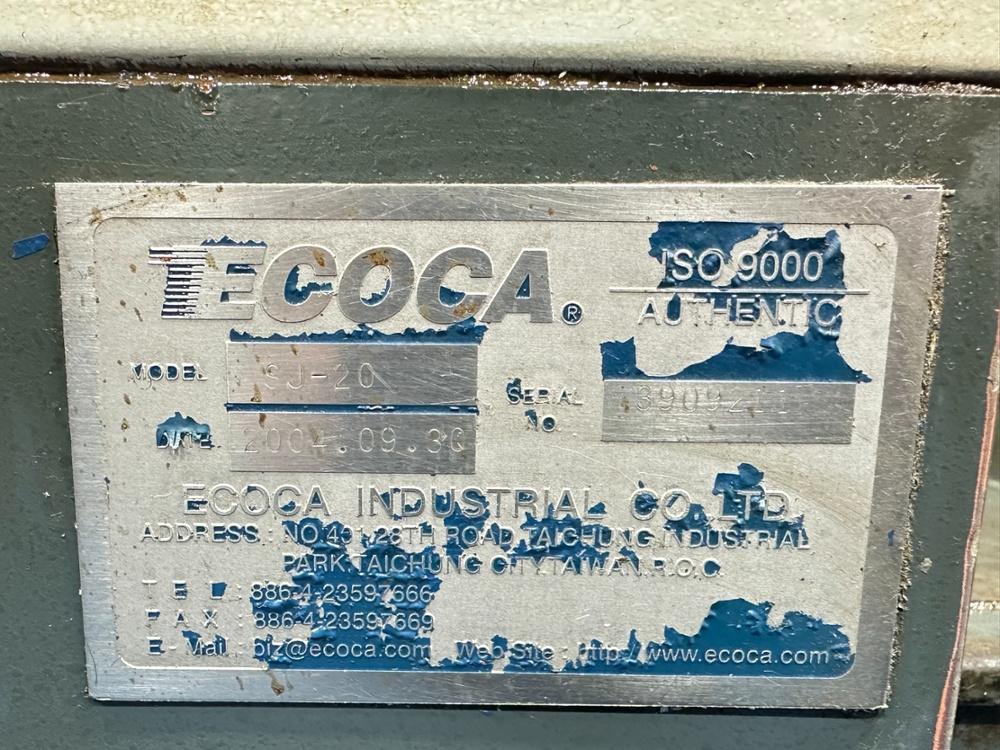 ECOCA ®
ISO 9000
AUTHENTIC
MODEL SJ-20
SERIAL NO.
DATE 2004.09.30
ECOCA INDUSTRIAL CO. LTD.
ADDRESS : NO.491,28TH ROAD,TAICHUNG INDUSTRIAL
PARK.TAICHUNG CITY.TAIWAN.R.O.C.
TEL : 886-4-23597666
FAX : 886-4-23597669
E-Mail : biz@ecoca.com Web Site : http://www.ecoca.com